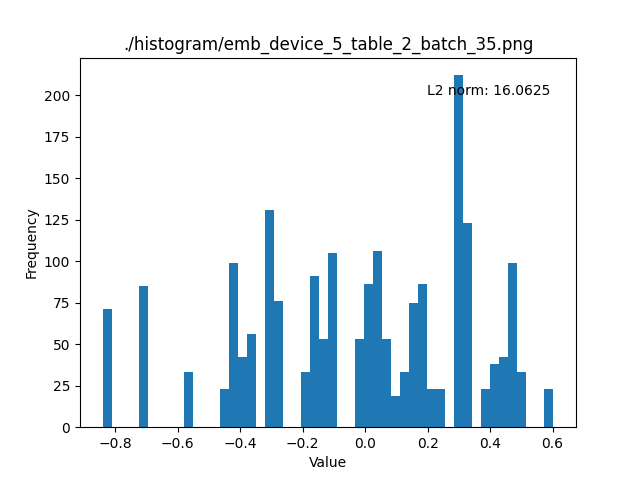 ./histogram/emb_device_5_table_2_batch_35.png
L2 norm: 16.0625
200
175
150
125
100
75
50
25
0
Frequency
−0.8 −0.6 −0.4 −0.2 0.0 0.2 0.4 0.6
Value